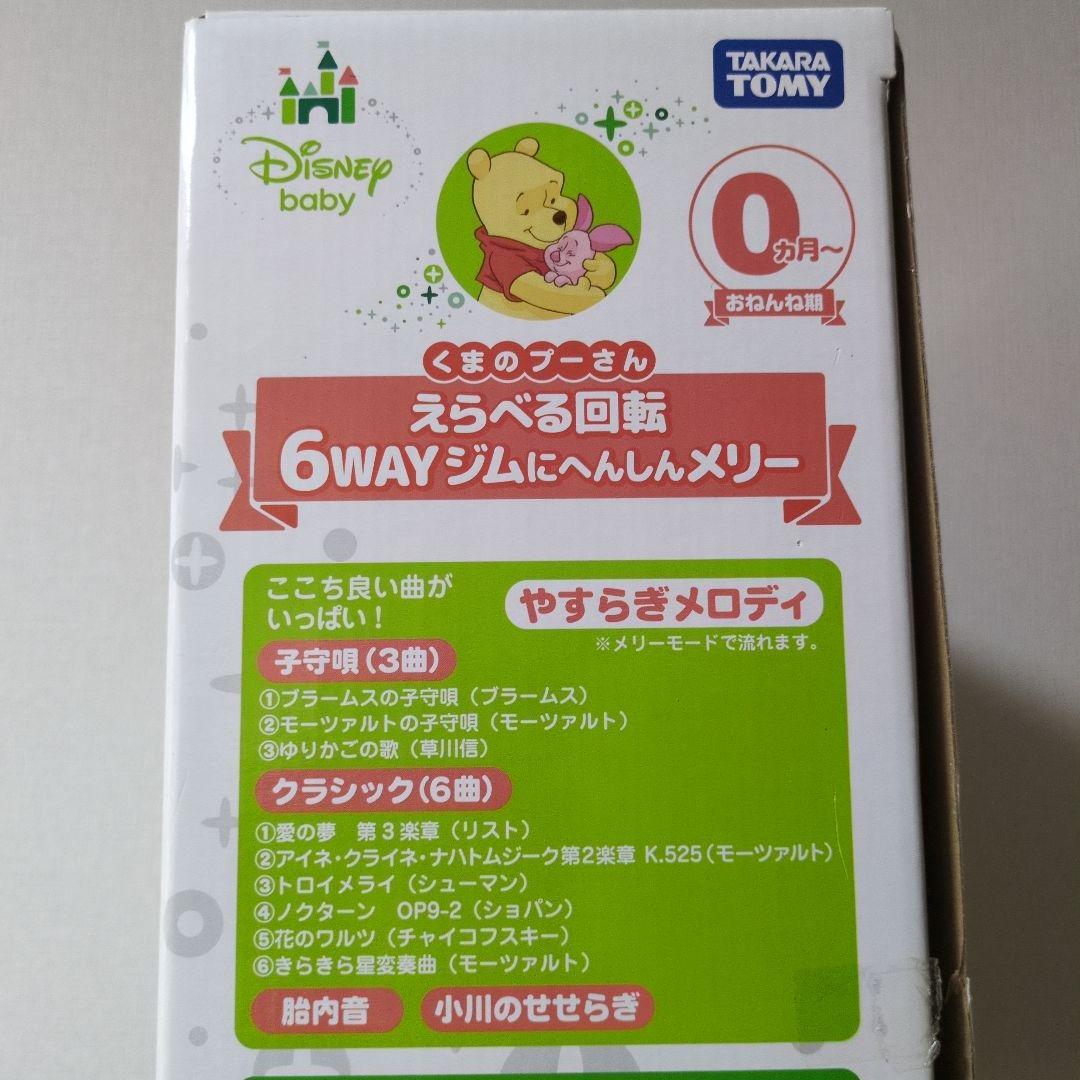 TAKARA
TOMY
Disney
baby
0ヵ月〜
おねんね期
くまのプーさん
えらべる回転
6WAY ジムにへんしんメリー
ここち良い曲が
いっぱい！
やすらぎメロディ
※メリーモードで流れます。
子守唄（3曲）
①ブラームスの子守唄（ブラームス）
②モーツァルトの子守唄（モーツァルト）
③ゆりかごの歌（草川信）
クラシック（6曲）
①愛の夢　第３楽章（リスト）
②アイネ・クライネ・ナハトムジーク第2楽章 K.525（モーツァルト）
③トロイメライ（シューマン）
④ノクターン　OP9-2（ショパン）
⑤花のワルツ（チャイコフスキー）
⑥きらきら星変奏曲（モーツァルト）
胎内音　小川のせせらぎ